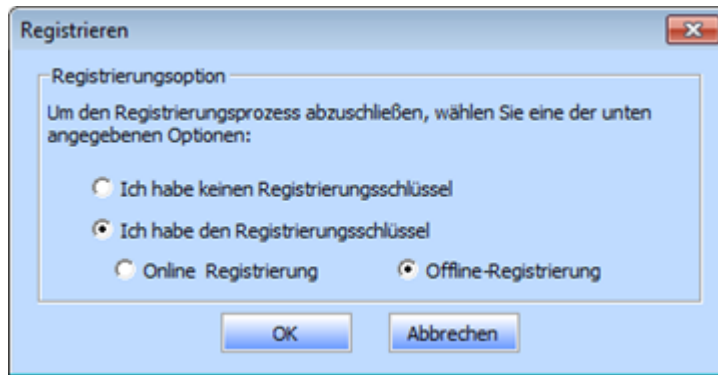 Registrieren
Registrierungsoption
Um den Registrierungsprozess abzuschließen, wählen Sie eine der unten
angegebenen Optionen:
Ich habe keinen Registrierungsschlüssel
Ich habe den Registrierungsschlüssel
Online Registrierung Offline-Registrierung
OK Abbrechen